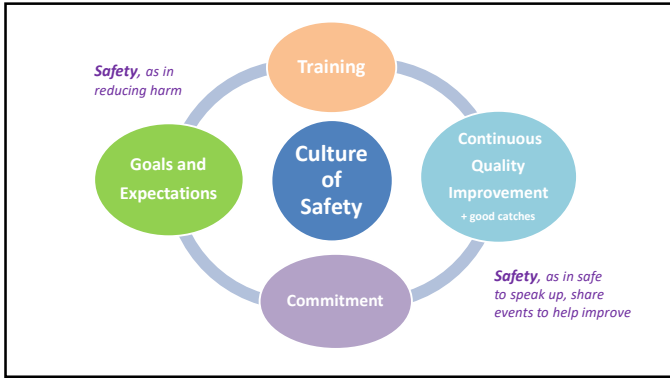 Training
Safety, as in
reducing harm
Goals and
Expectations
Culture
of
Safety
Continuous
Quality
Improvement
+ good catches
Commitment
Safety, as in safe
to speak up, share
events to help improve